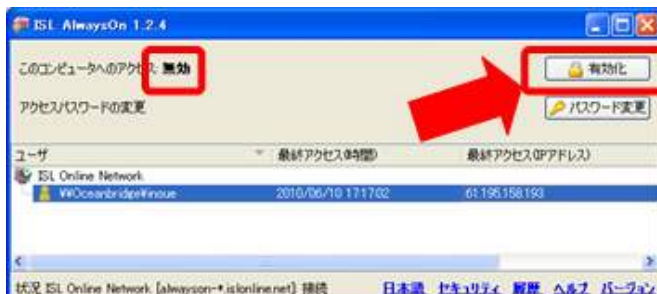 ISL AlwaysOn 1.2.4
このコンピュータへのアクセス: 無効
有効化
アクセスパスワードの変更
パスワード変更
ユーザ 最終アクセス(時間) 最終アクセス(IPアドレス)
ISL Online Network
\\Oceanbridge\inoue 2010/06/10 17:17:02 61.195.158.193
状況 ISL Online Network [alwayson-*.islonline.net] 接続 日本語 セキュリティ 履歴 ヘルプ バージョン